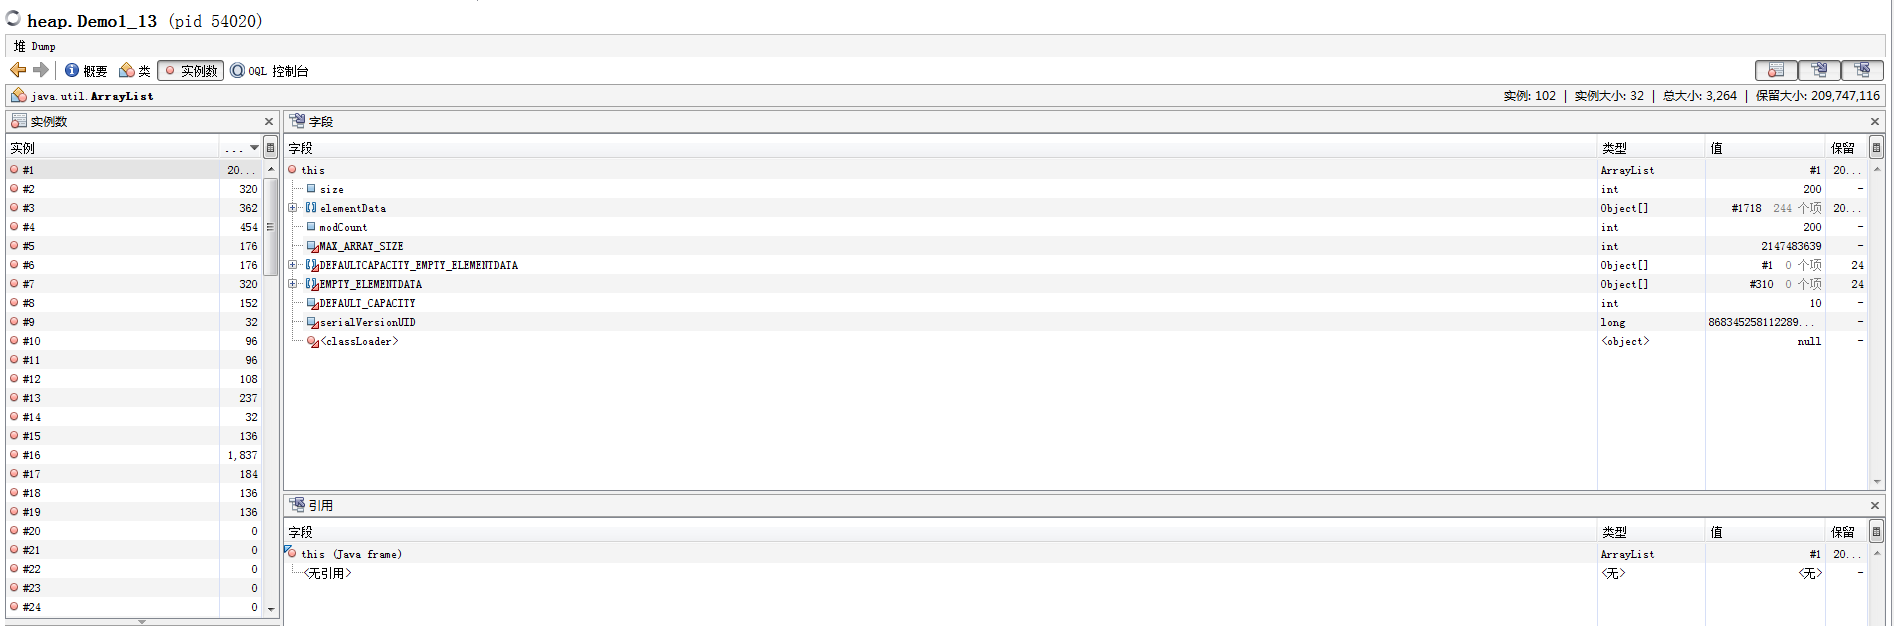 heap.Demo1_13 (pid 54020)
堆 Dump
概要 类 实例数 OQL 控制台
java.util.ArrayList 实例: 102 | 实例大小: 32 | 总大小: 3,264 | 保留大小: 209,747,116
实例数
实例 ...
#1 20...
#2 320
#3 362
#4 454
#5 176
#6 176
#7 320
#8 152
#9 32
#10 96
#11 96
#12 108
#13 237
#14 32
#15 136
#16 1,837
#17 184
#18 136
#19 136
#20 0
#21 0
#22 0
#23 0
#24 0
字段
字段 类型 值 保留
this ArrayList #1 20...
size int 200 -
elementData Object[] #1718 244 个项 20...
modCount int 200 -
MAX_ARRAY_SIZE int 2147483639 -
DEFAULTCAPACITY_EMPTY_ELEMENTDATA Object[] #1 0 个项 24
EMPTY_ELEMENTDATA Object[] #310 0 个项 24
DEFAULT_CAPACITY int 10 -
serialVersionUID long 868345258112289... -
<classLoader> <object> null -
引用
字段 类型 值 保留
this (Java frame) ArrayList #1 20...
<无引用> <无> <无> -